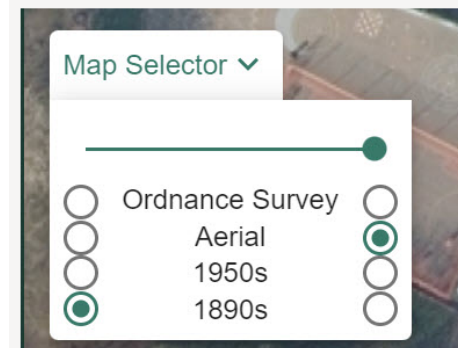 Map Selector
Ordnance Survey
Aerial
1950s
1890s